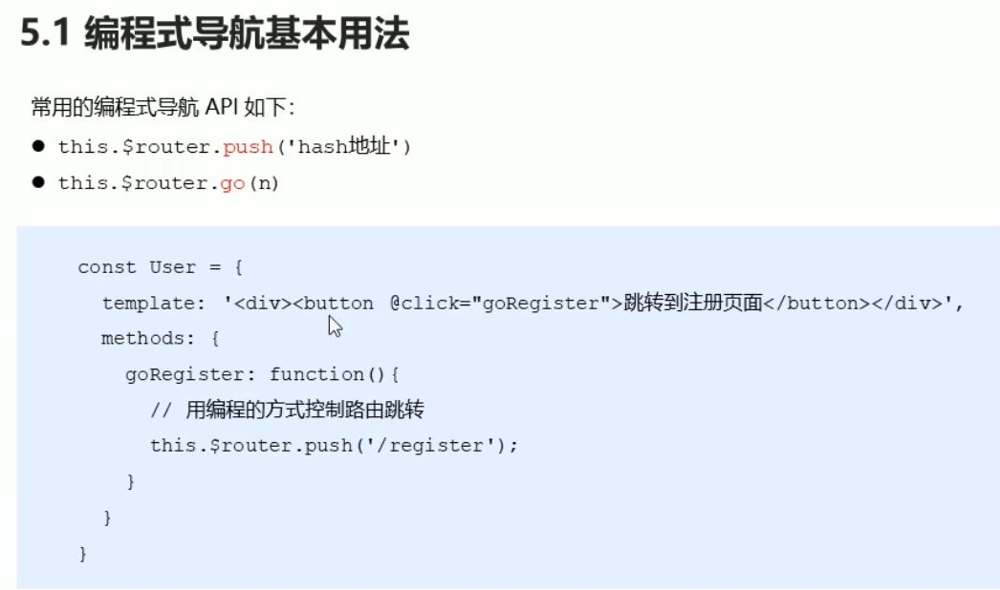 5.1 编程式导航基本用法
常用的编程式导航 API 如下：
● this.$router.push('hash地址')
● this.$router.go(n)
const User = {
template: '<div><button @click="goRegister">跳转到注册页面</button></div>',
methods: {
goRegister: function(){
// 用编程的方式控制路由跳转
this.$router.push('/register');
}
}
}